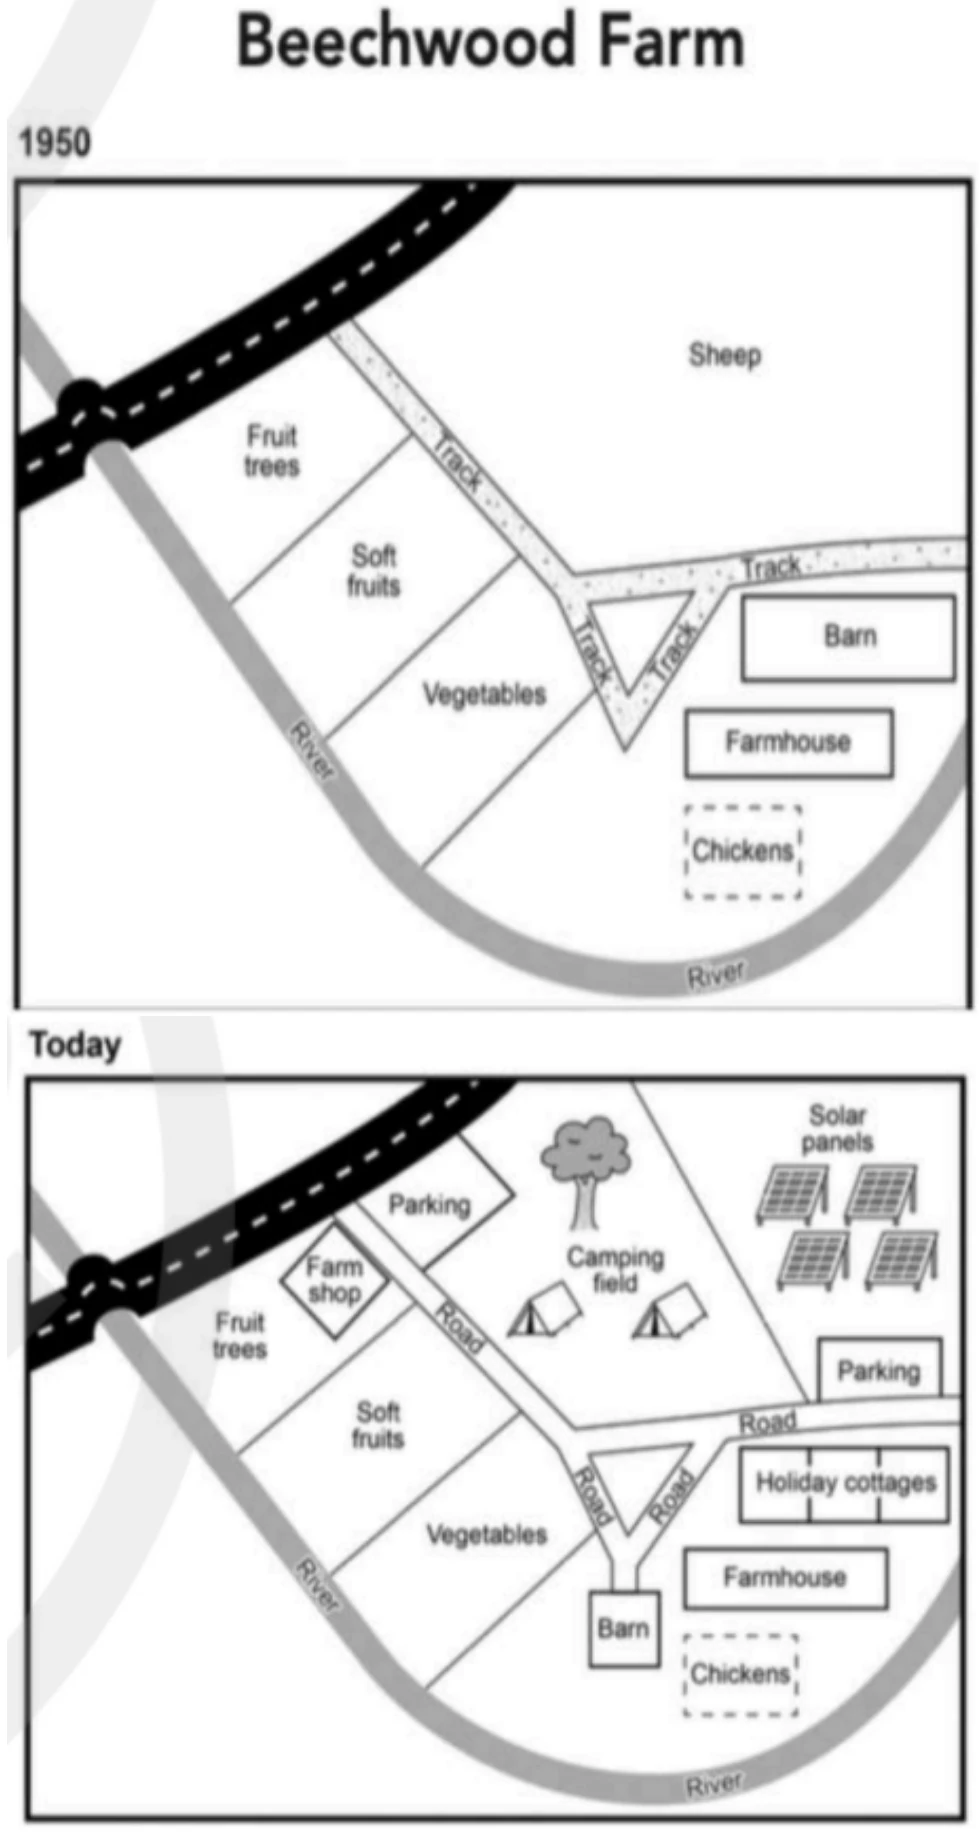 Beechwood Farm
1950
Sheep
Fruit
trees
Track
Soft
fruits
Track
Barn
Track
Track
Vegetables
Farmhouse
River
Chickens
River
Today
Solar
panels
Parking
Farm
shop
Camping
field
Fruit
trees
Road
Parking
Soft
fruits
Road
Holiday cottages
Road
Road
Vegetables
Farmhouse
River
Barn
Chickens
River